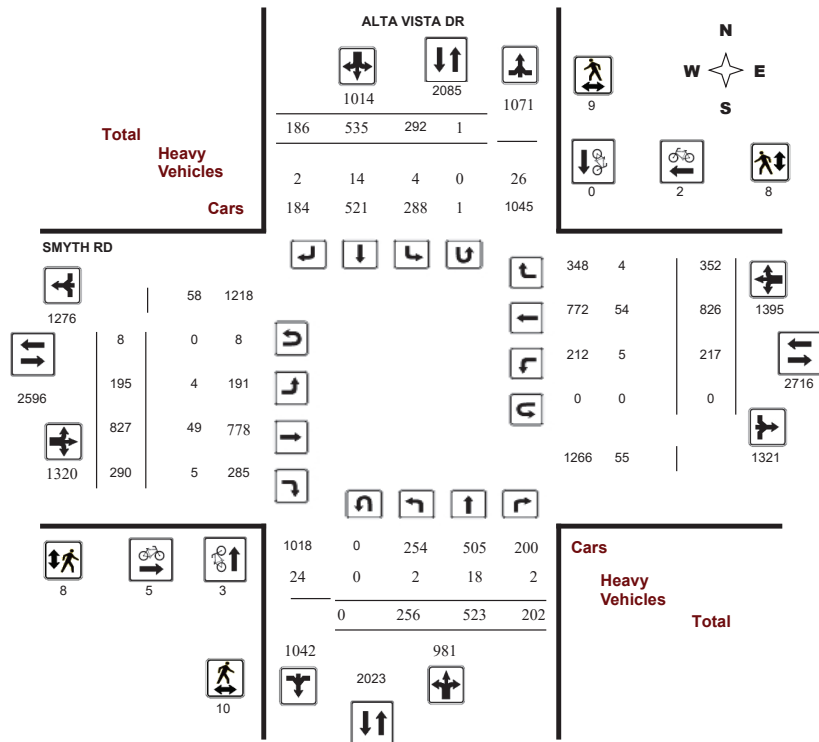 ALTA VISTA DR
N
W E
S
1014
2085
1071
9
Total
186 535 292 1
Heavy
Vehicles
2 14 4 0 26
0 2 8
Cars
184 521 288 1 1045
SMYTH RD
1276
58 1218
348 4 352
1395
8 0 8
772 54 826
2596
2716
195 4 191
212 5 217
827 49 778
0 0 0
1320
290 5 285
1266 55
1321
1018 0 254 505 200
Cars
8 5 3
24 0 2 18 2
Heavy
Vehicles
0 256 523 202
Total
1042
981
2023
10